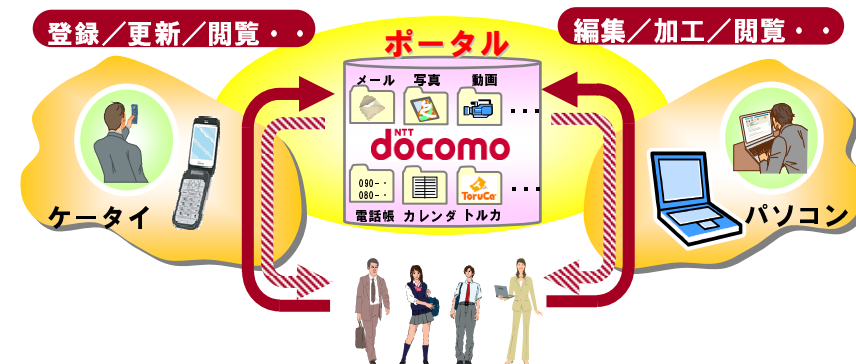 登録／更新／閲覧・・
編集／加工／閲覧・・
ポータル
メール 写真 動画
・・・
NTT
docomo
090-・
080-・
ToruCa
・・・
電話帳 カレンダ トルカ
ケータイ
パソコン